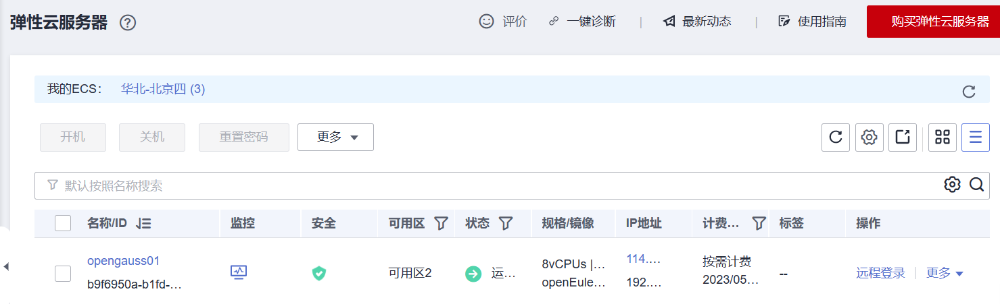 弹性云服务器 ? 评价 一键诊断 | 最新动态 | 使用指南 购买弹性云服务器
我的ECS： 华北-北京四 (3)
开机 关机 重置密码 更多
默认按照名称搜索
名称/ID 监控 安全 可用区 状态 规格/镜像 IP地址 计费... 标签 操作
opengauss01
b9f6950a-b1fd-...
可用区2
运...
8vCPUs |...
openEule...
114....
192....
按需计费
2023/05...
--
远程登录 | 更多